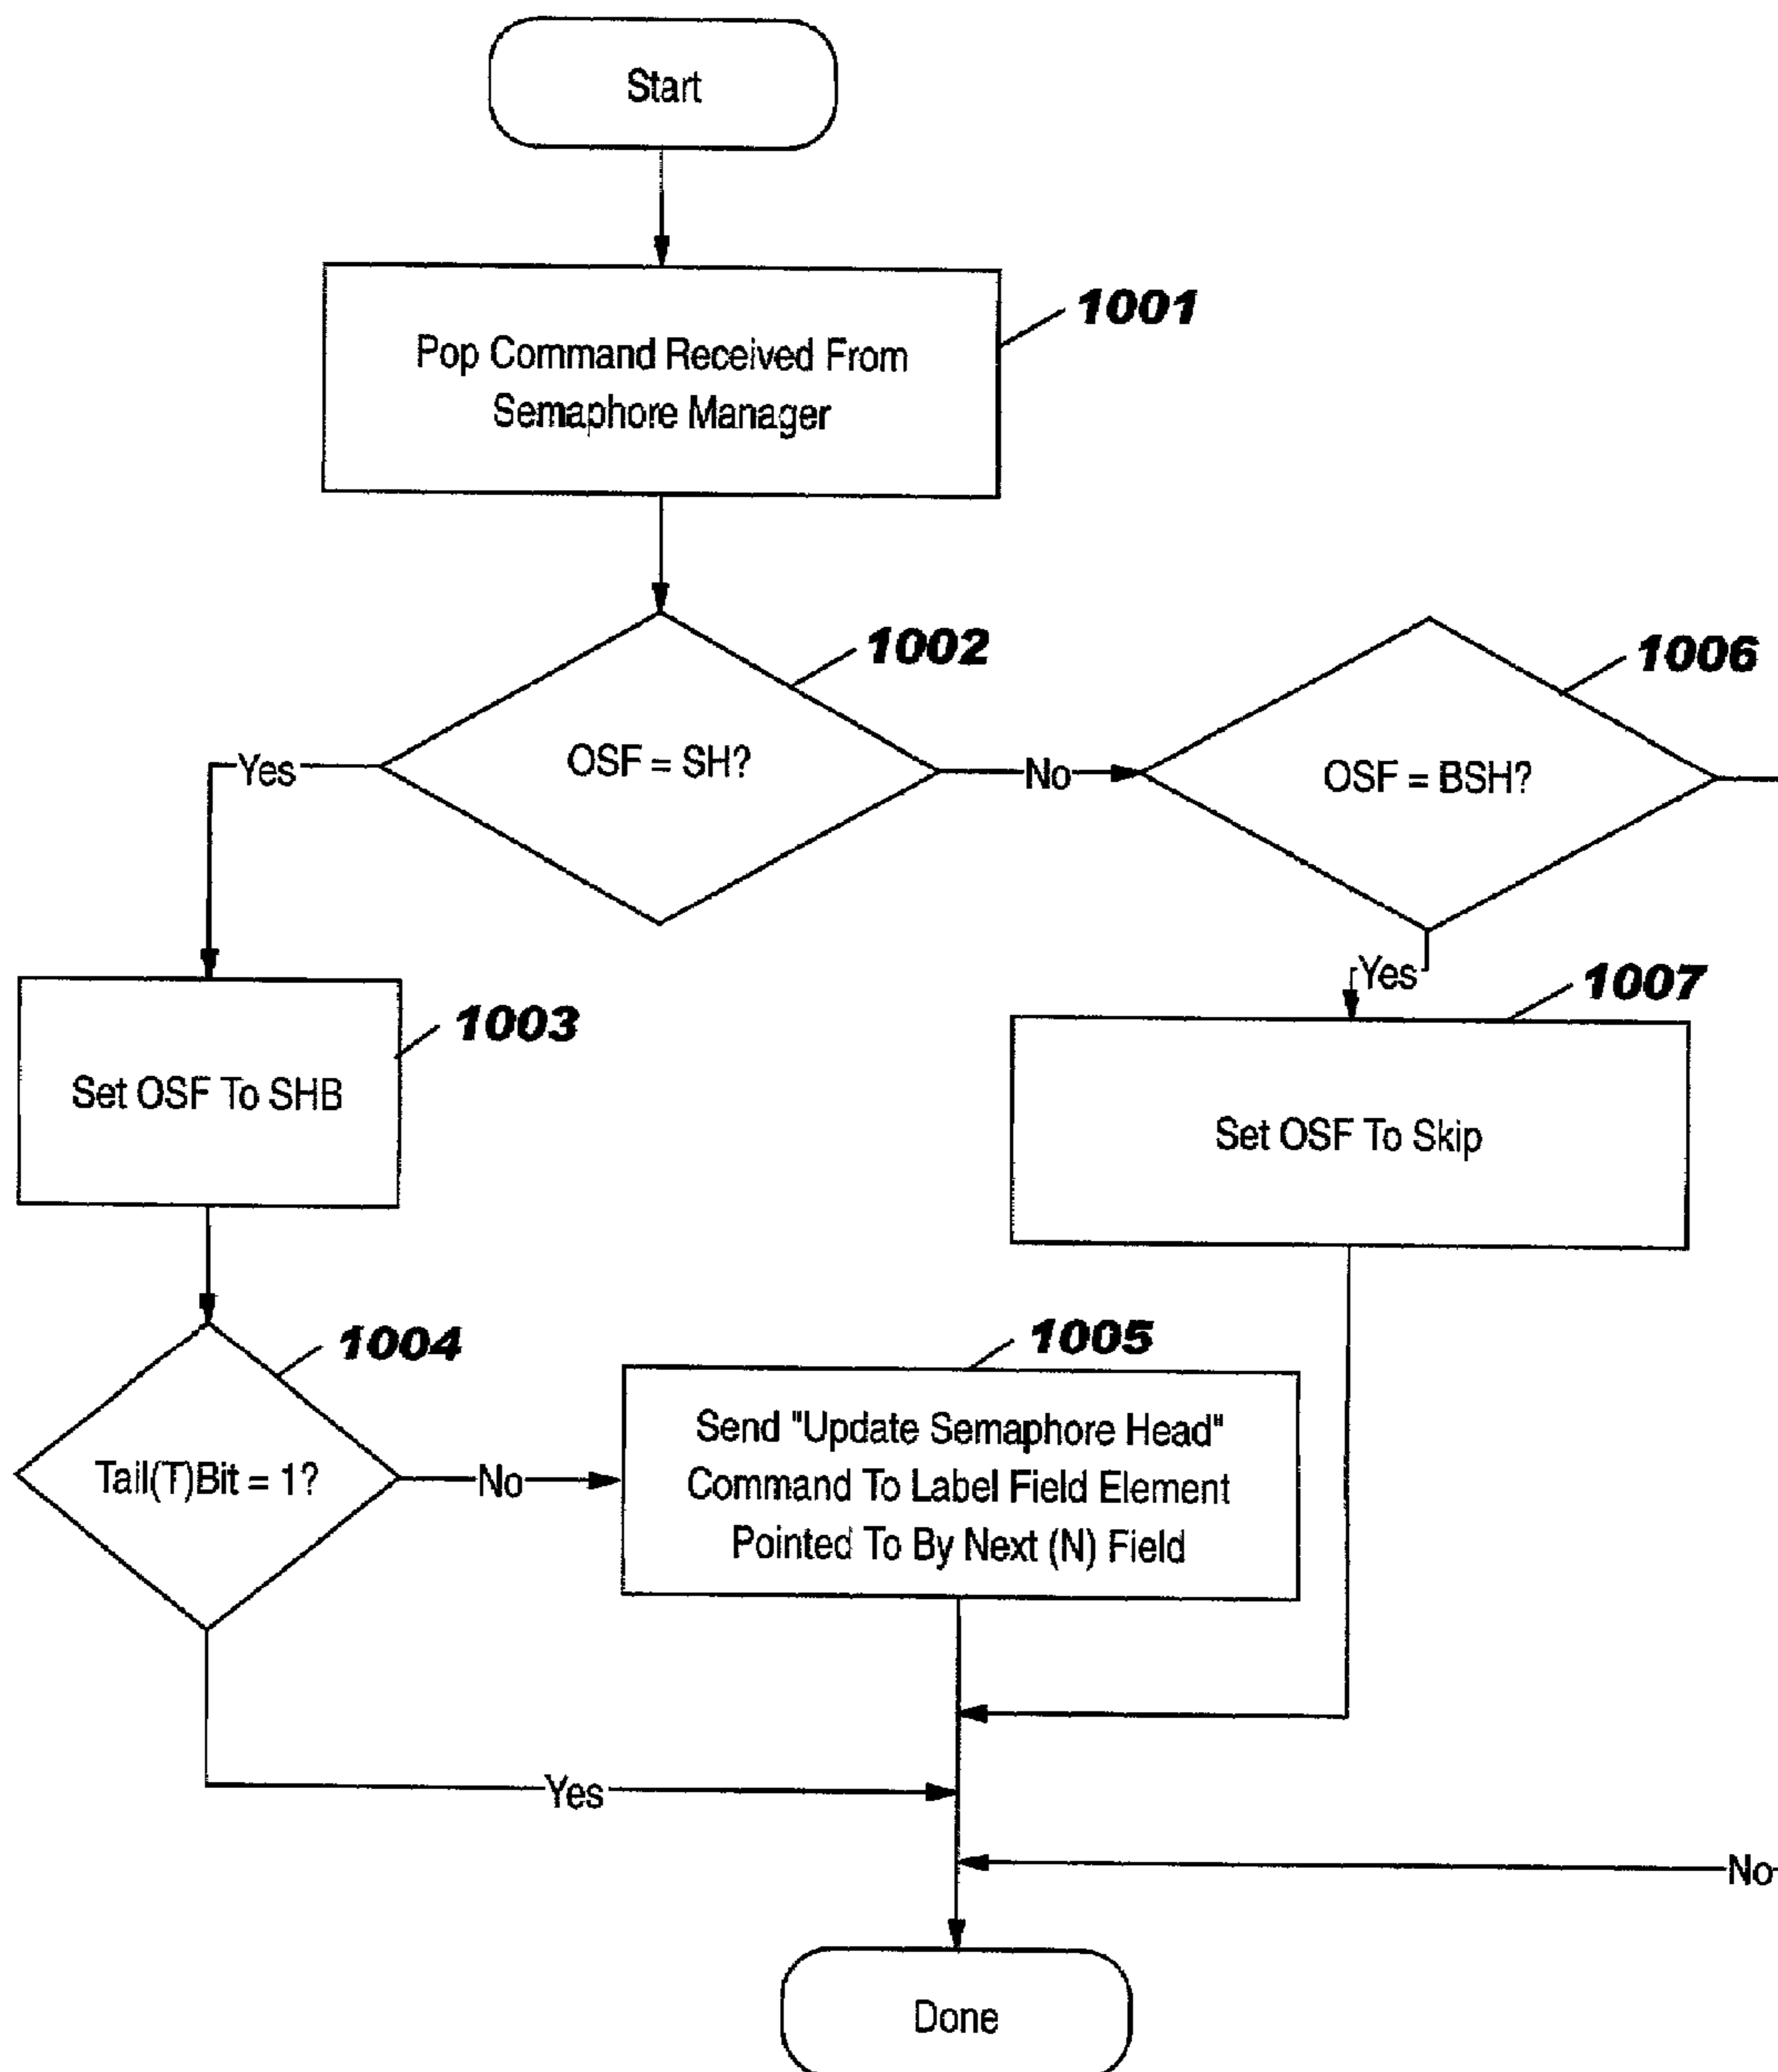 Start
1001
Pop Command Received From
Semaphore Manager
1002
OSF = SH?
Yes
No
1006
OSF = BSH?
Yes
1003
Set OSF To SHB
1007
Set OSF To Skip
1004
Tail(T)Bit = 1?
No
1005
Send "Update Semaphore Head"
Command To Label Field Element
Pointed To By Next (N) Field
Yes
No
Done